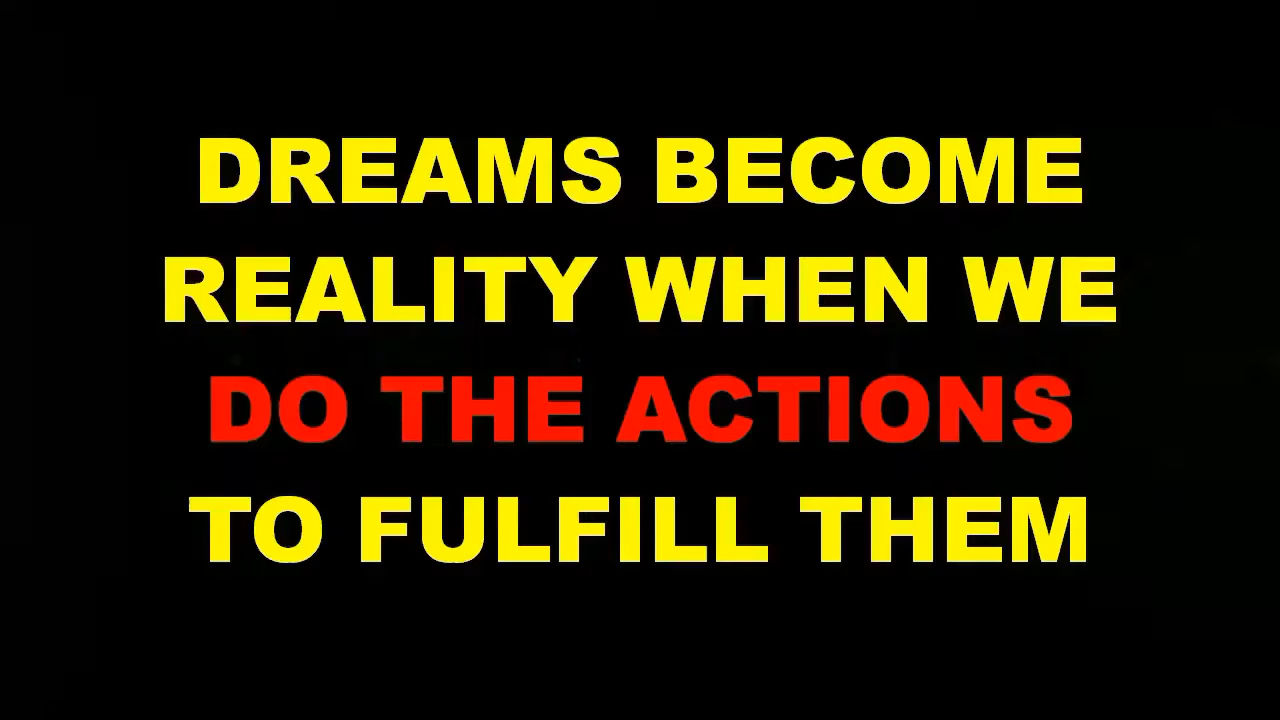 DREAMS BECOME
REALITY WHEN WE
DO THE ACTIONS
TO FULFILL THEM